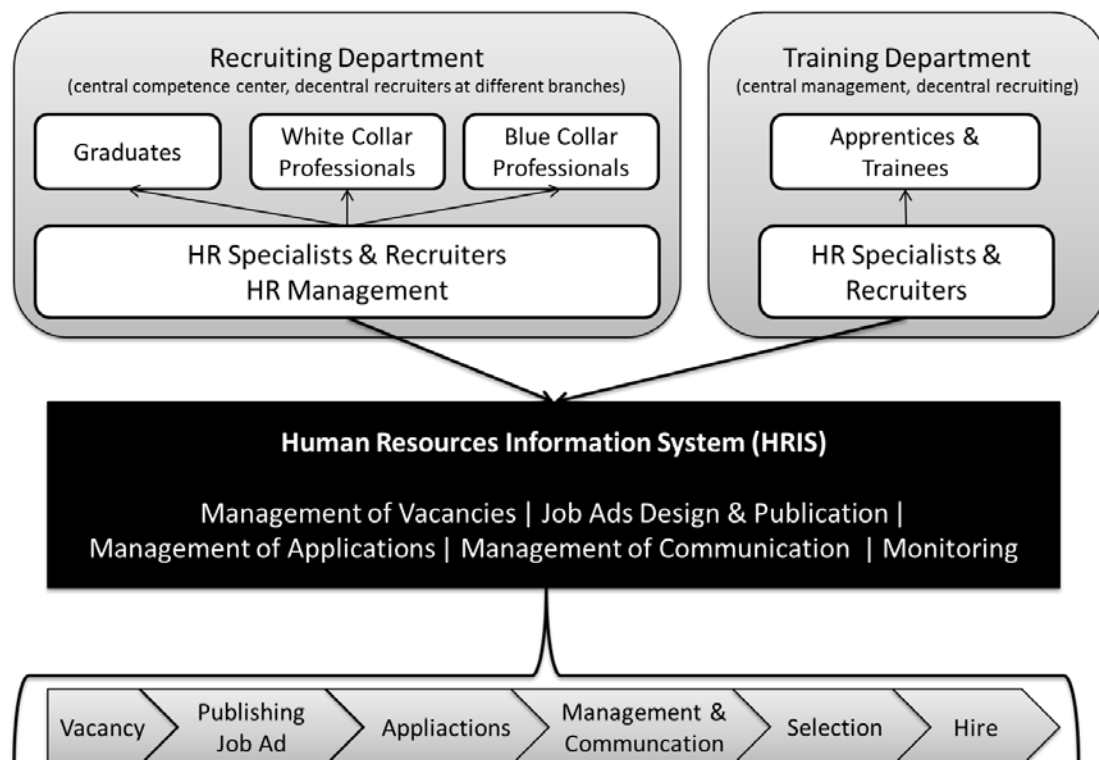 Recruiting Department
(central competence center, decentral recruiters at different branches)
Graduates
White Collar
Professionals
Blue Collar
Professionals
HR Specialists & Recruiters
HR Management
Training Department
(central management, decentral recruiting)
Apprentices &
Trainees
HR Specialists &
Recruiters
Human Resources Information System (HRIS)
Management of Vacancies | Job Ads Design & Publication |
Management of Applications | Management of Communication | Monitoring
Vacancy
Publishing
Job Ad
Appliactions
Management &
Communcation
Selection
Hire